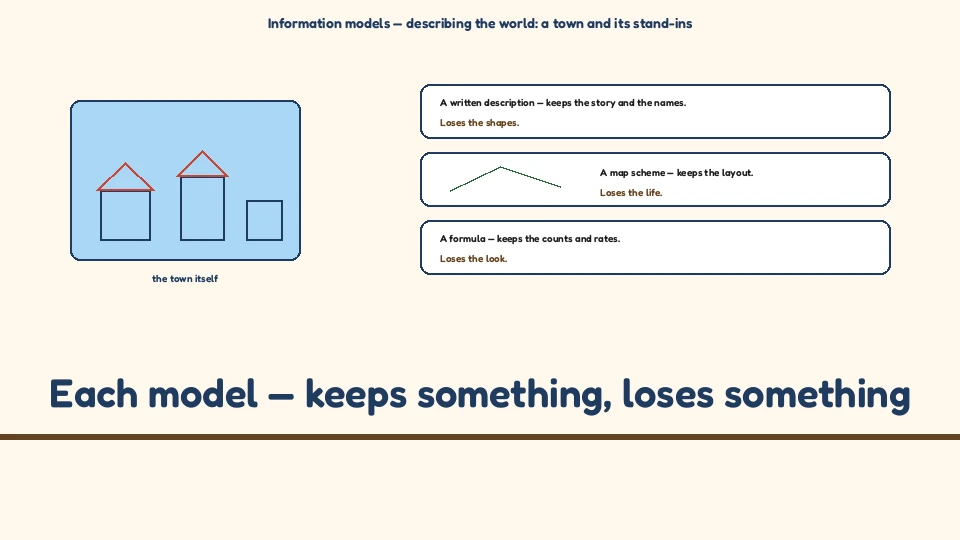 Information models — describing the world: a town and its stand-ins
A written description — keeps the story and the names.
Loses the shapes.
A map scheme — keeps the layout.
Loses the life.
A formula — keeps the counts and rates.
Loses the look.
the town itself
Each model — keeps something, loses something